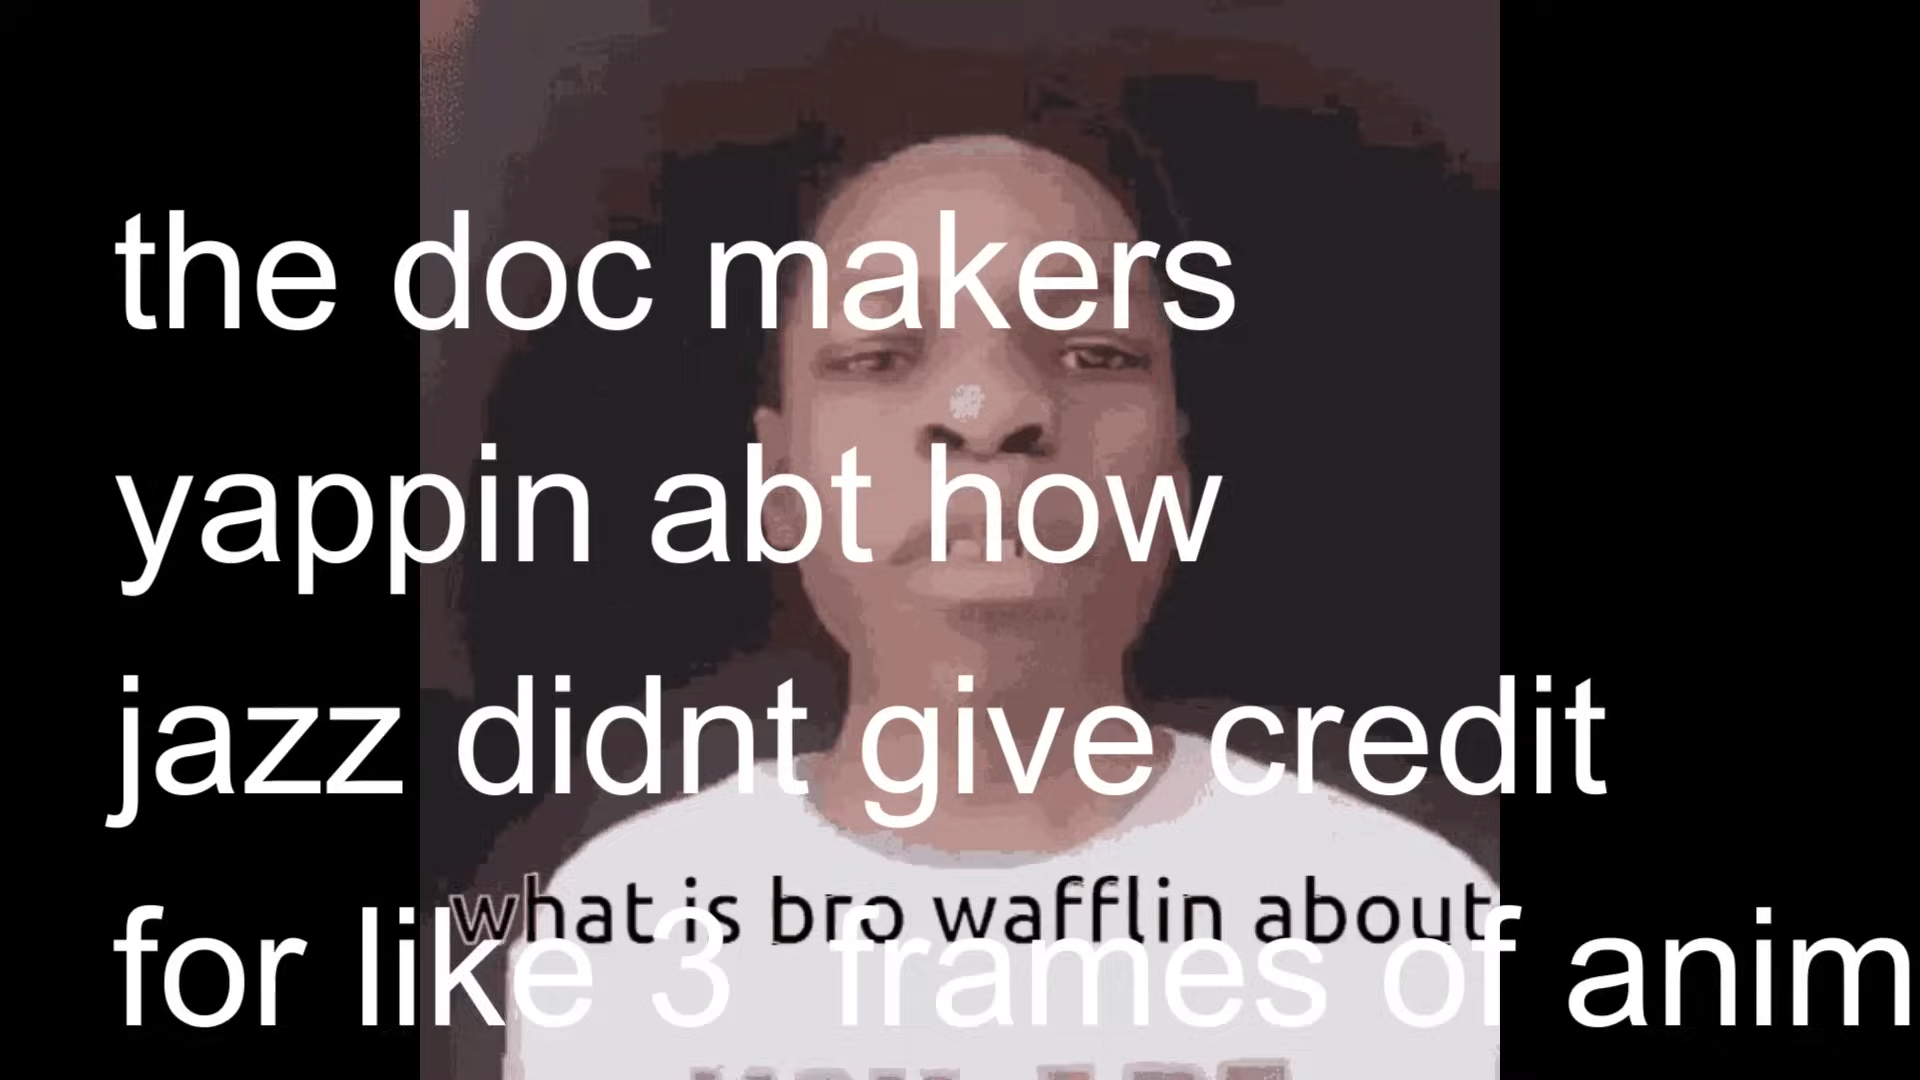 the doc makers
yappin abt how
jazz didnt give credit
what is bro wafflin about
for like 3 frames of anim